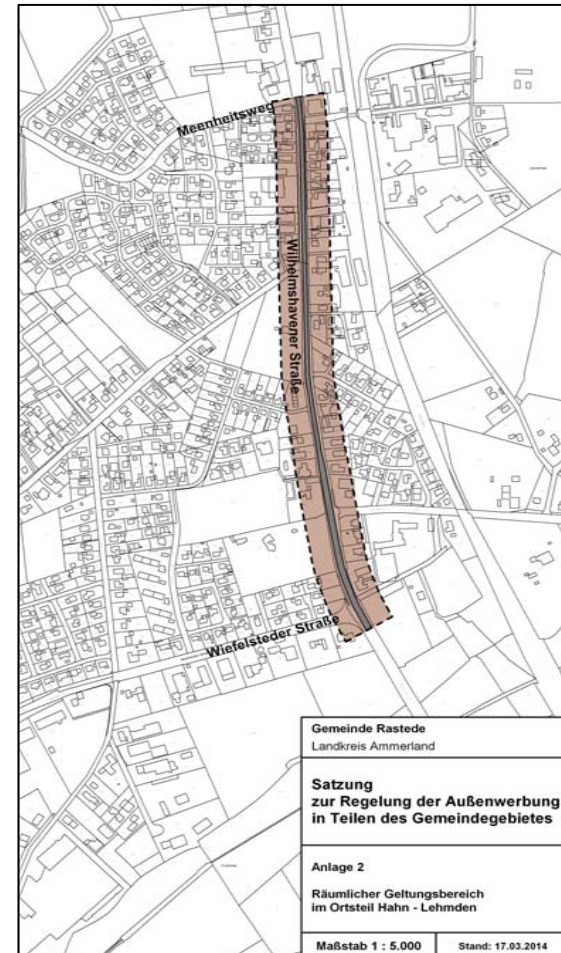 Meenheitsweg
Wilhelmshavener Straße
Wiefelsteder Straße
Gemeinde Rastede
Landkreis Ammerland
Satzung
zur Regelung der Außenwerbung
in Teilen des Gemeindegebietes
Anlage 2
Räumlicher Geltungsbereich
im Ortsteil Hahn - Lehmden
Maßstab 1 : 5.000
Stand: 17.03.2014